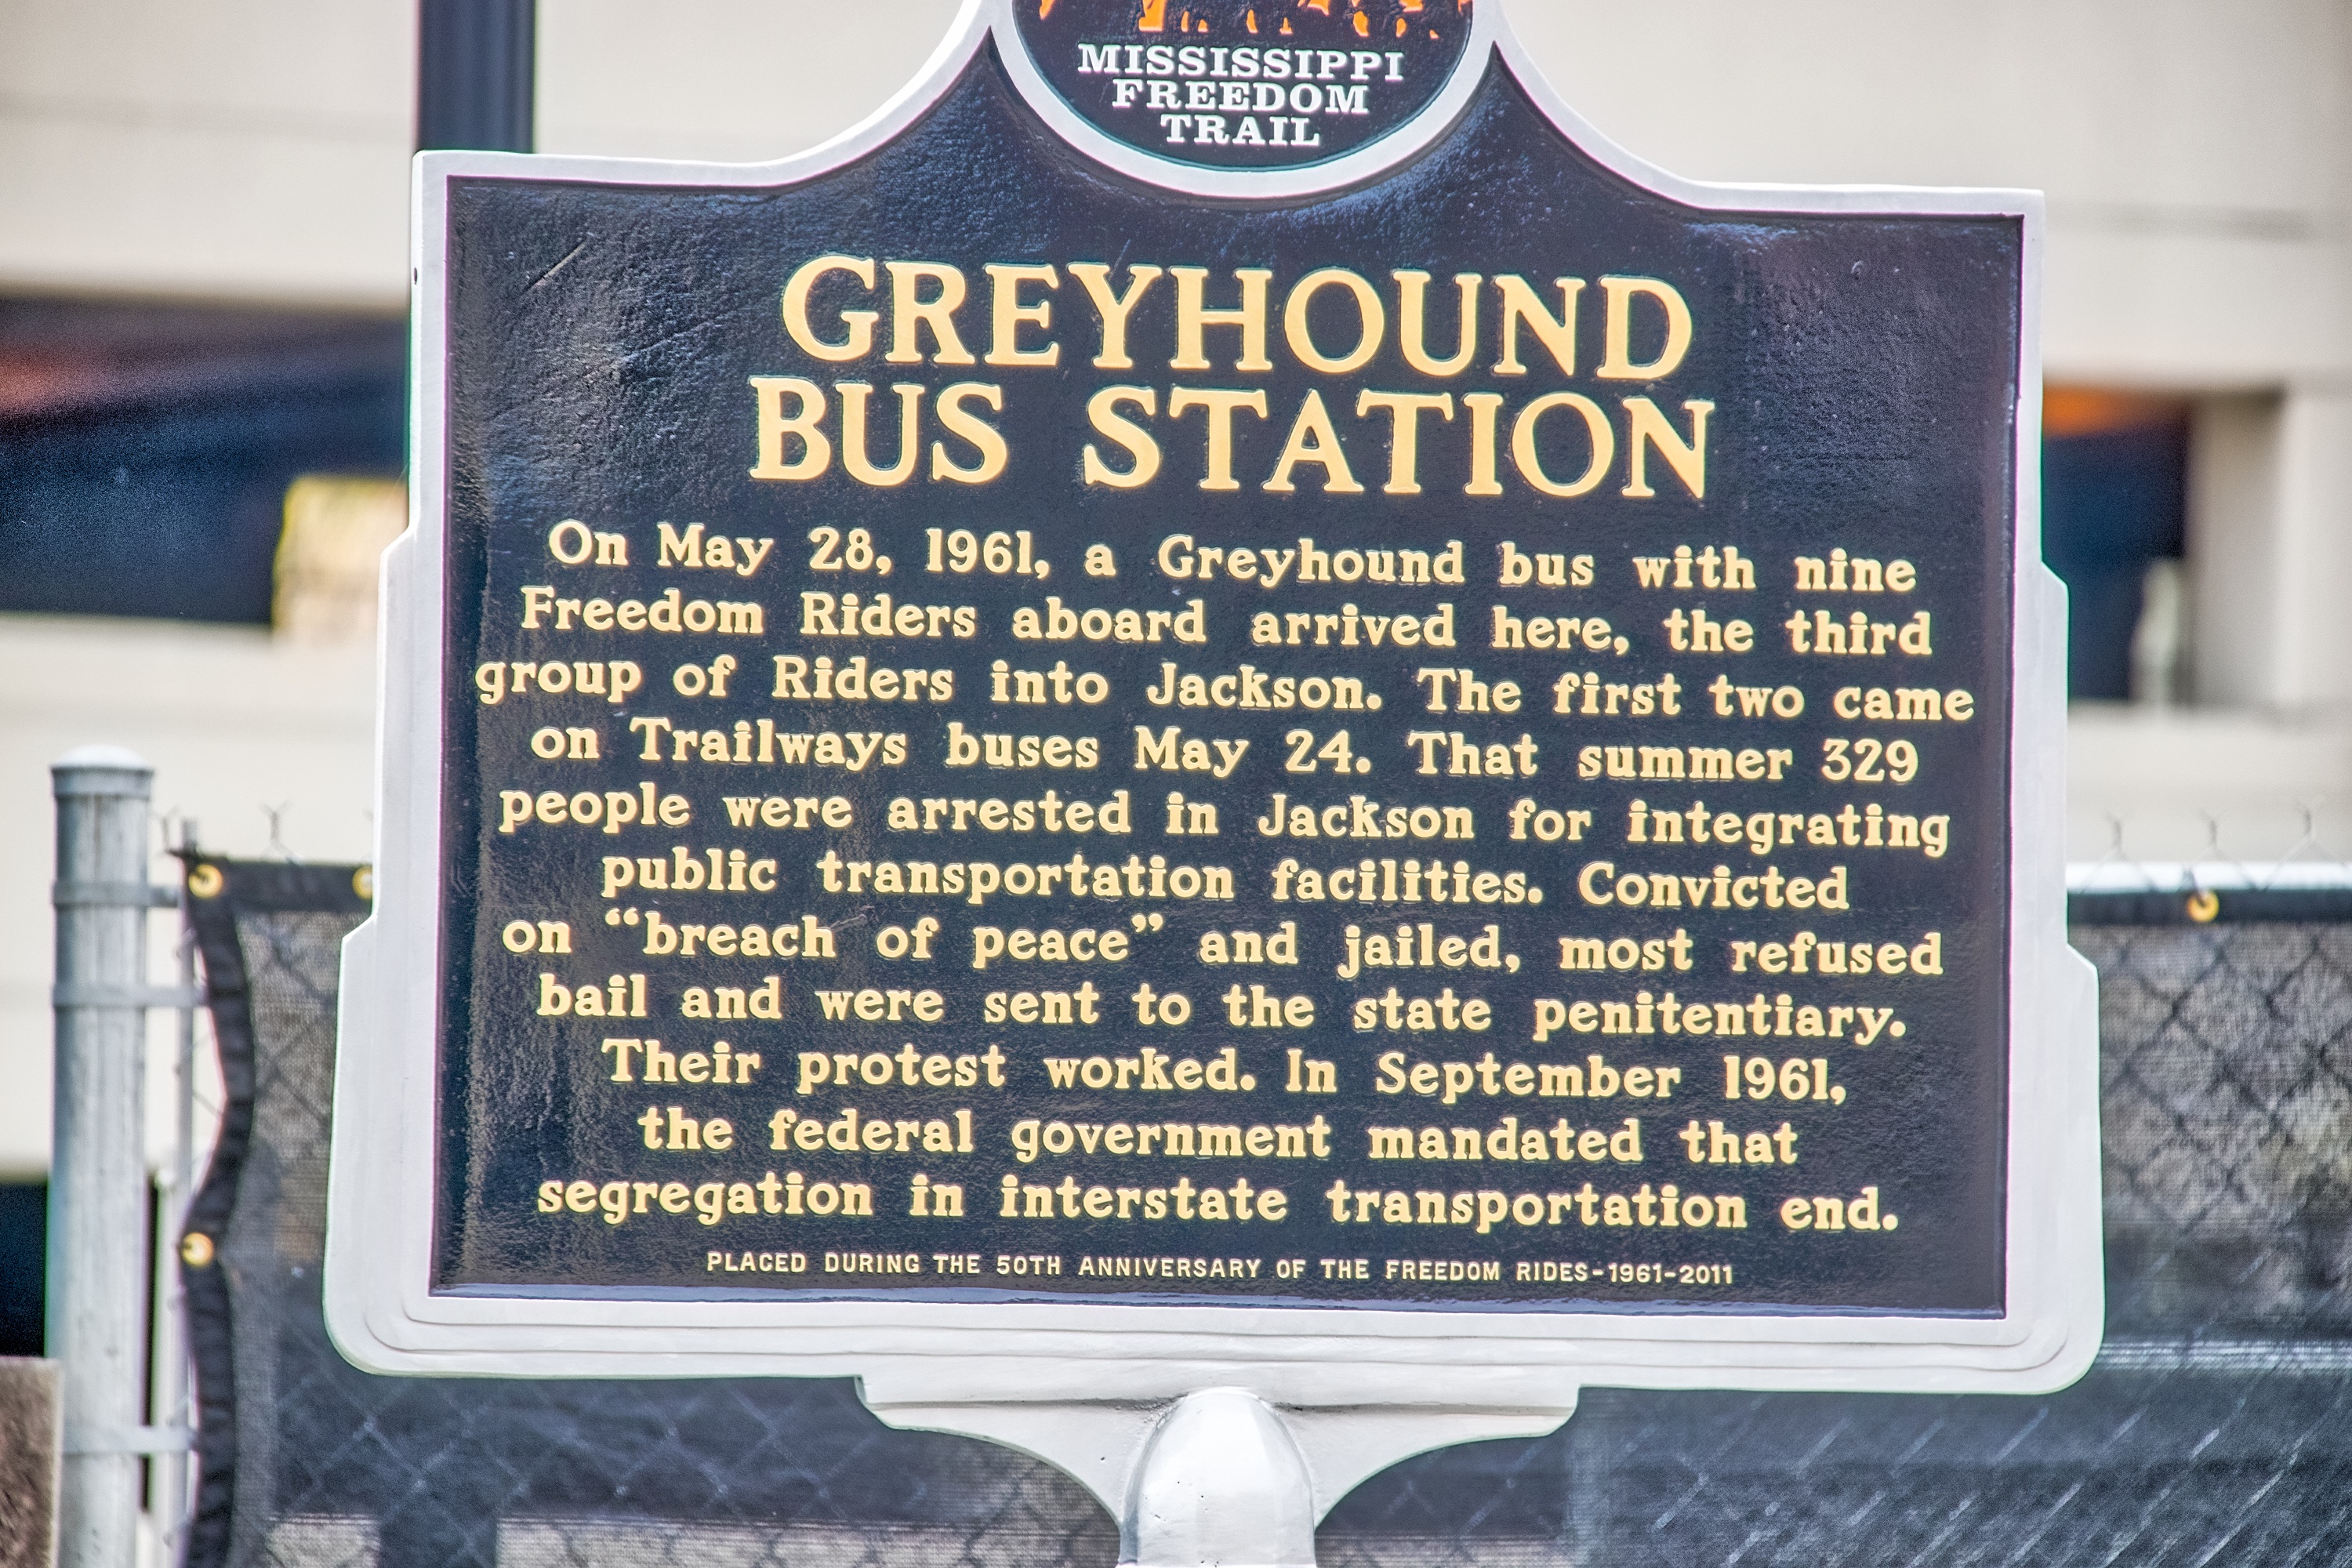 MISSISSIPPI
FREEDOM
TRAIL
GREYHOUND
BUS STATION
On May 28, 1961, a Greyhound bus with nine
Freedom Riders aboard arrived here, the third
group of Riders into Jackson. The first two came
on Trailways buses May 24. That summer 329
people were arrested in Jackson for integrating
public transportation facilities. Convicted
on “breach of peace” and jailed, most refused
bail and were sent to the state penitentiary.
Their protest worked. In September 1961,
the federal government mandated that
segregation in interstate transportation end.
PLACED DURING THE 50TH ANNIVERSARY OF THE FREEDOM RIDES-1961-2011